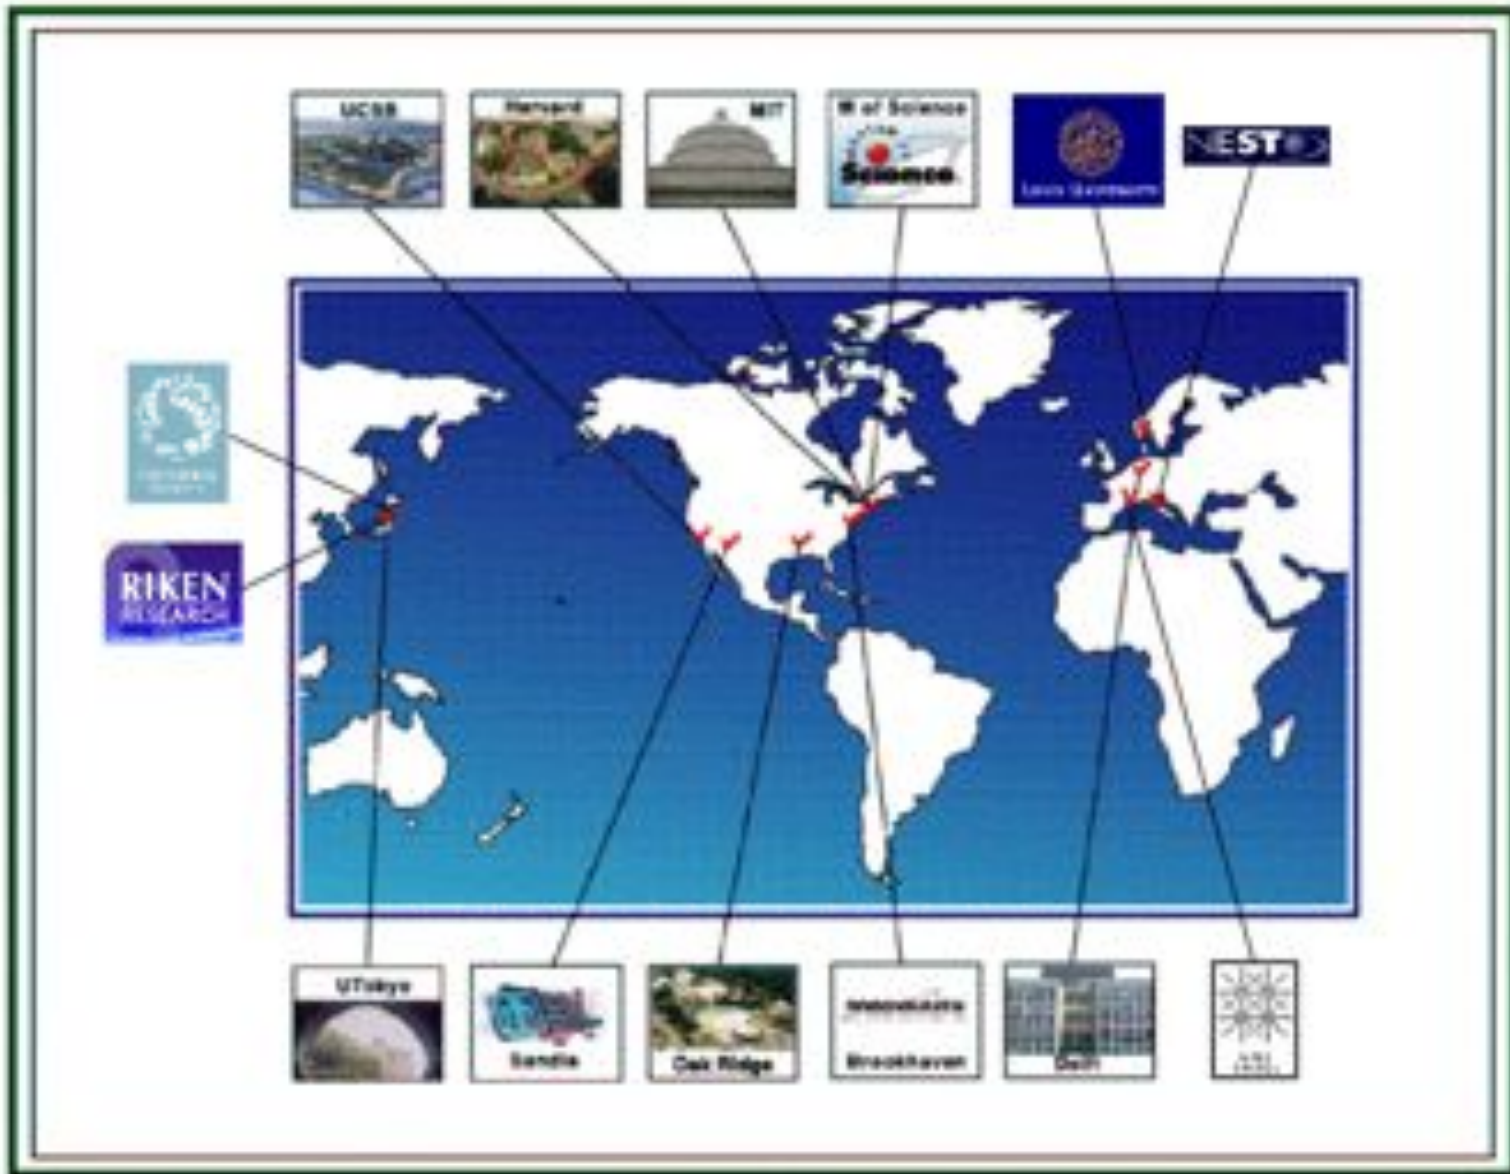 UCSB
Harvard
MIT
M of Science
Science
NEST
RIKEN
RESEARCH
UTokyo
Sandia
Oak Ridge
Brookhaven
Delft